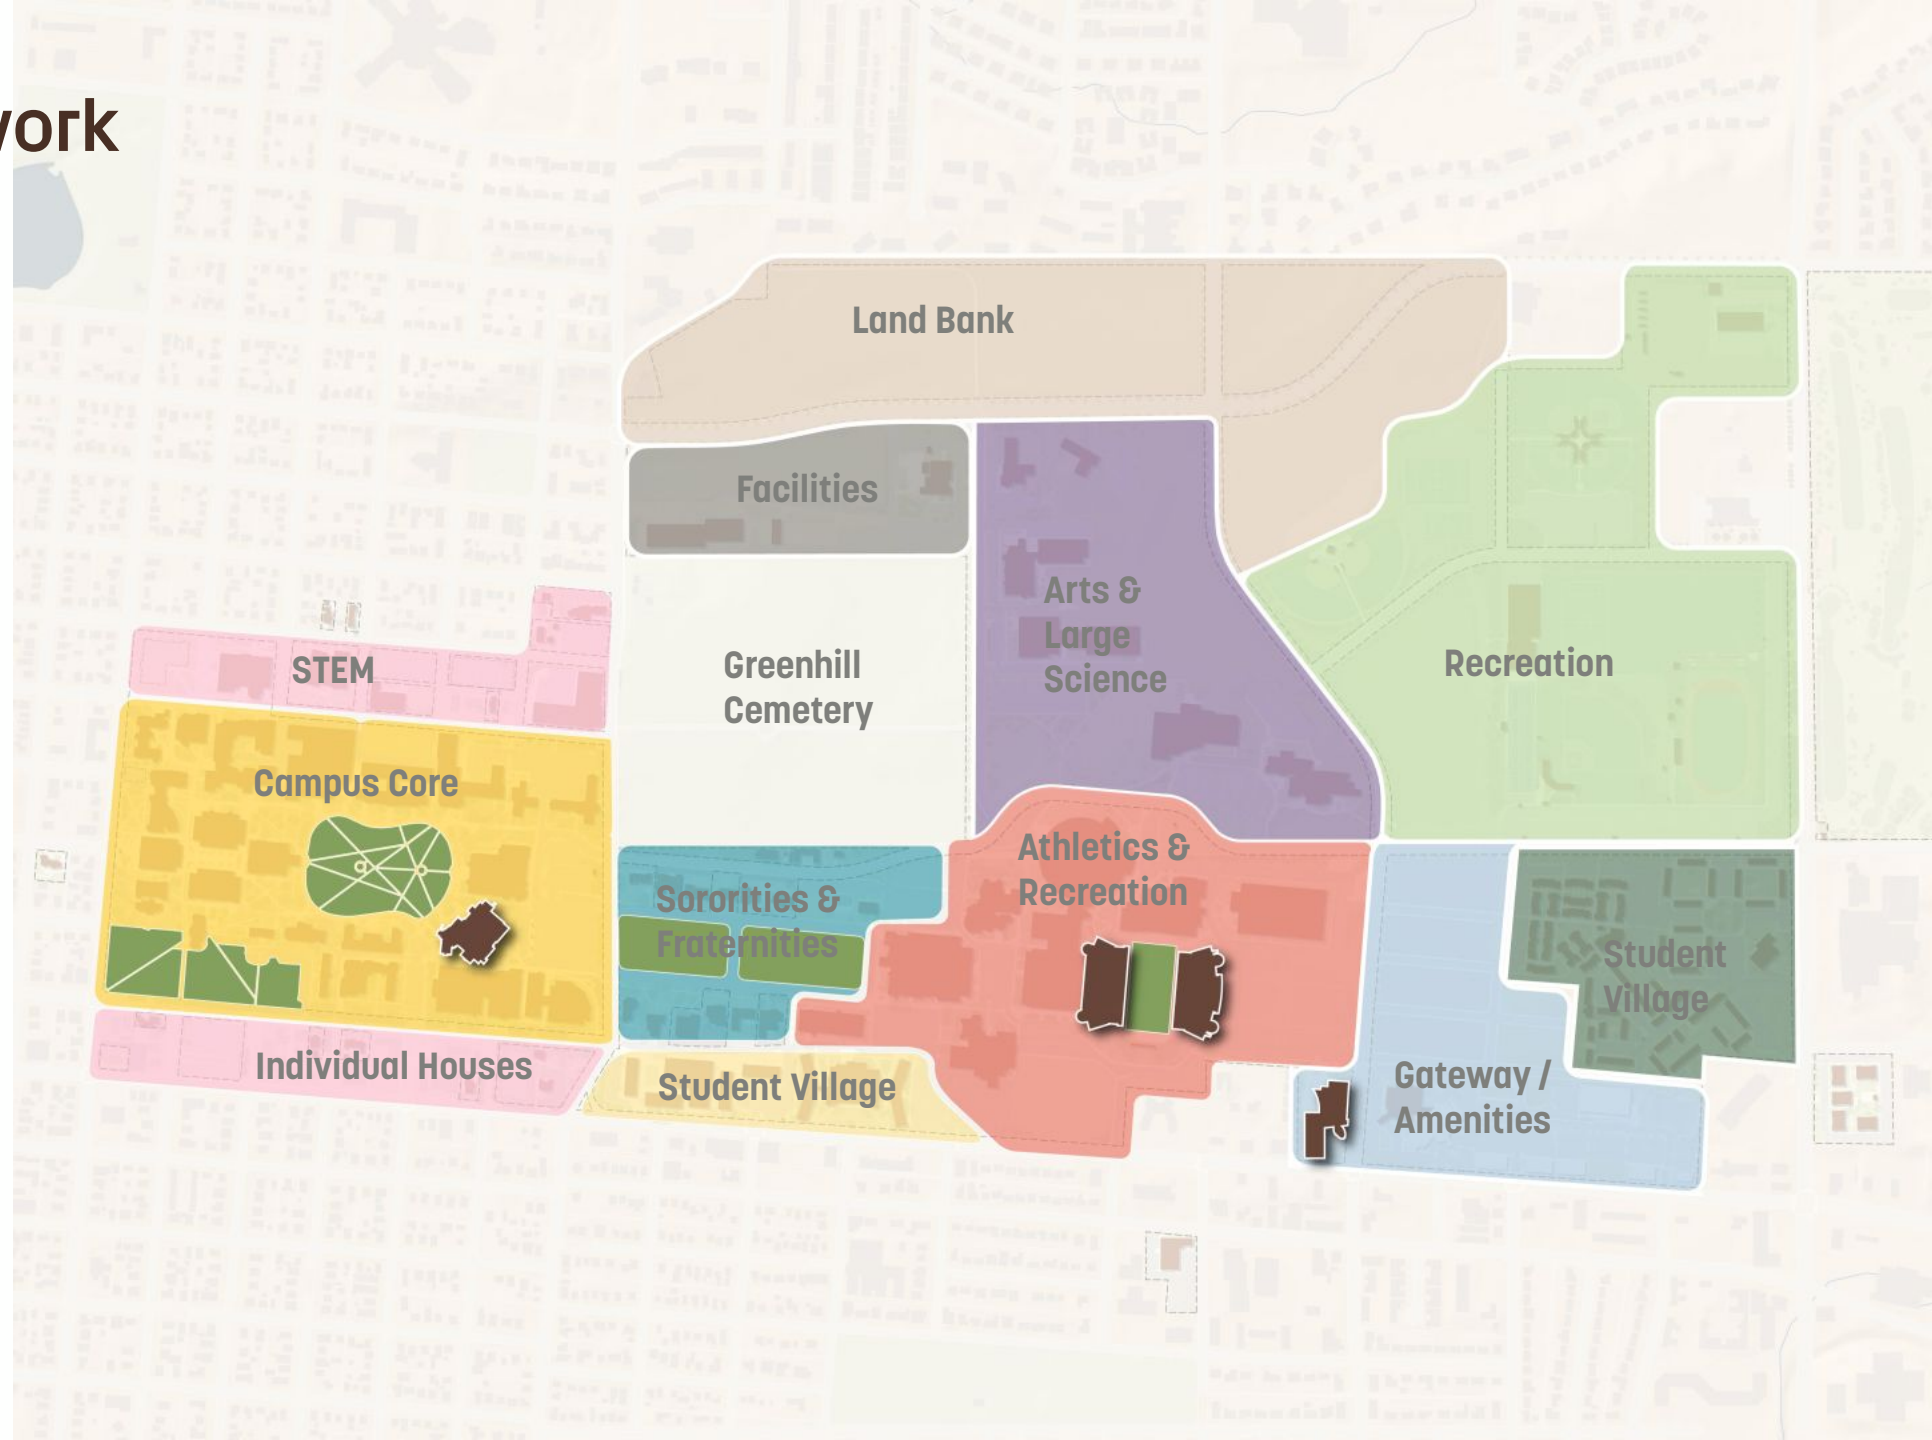 Land Bank
Facilities
Arts &
Large
Science
STEM
Greenhill
Cemetery
Recreation
Campus Core
Athletics &
Recreation
Sororities &
Fraternities
Student
Village
Individual Houses
Student Village
Gateway /
Amenities